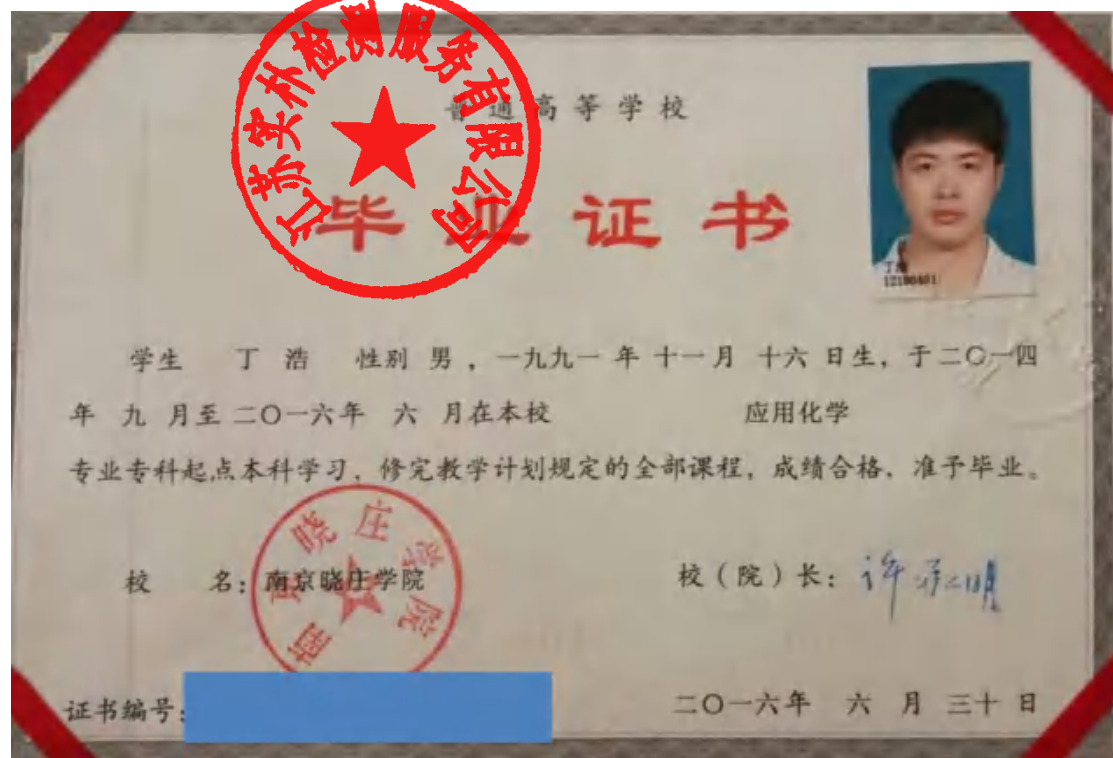 江苏实朴检测服务有限公司
普通高等学校
毕业证书
丁浩
学生 丁浩 性别 男，一九九一年十一月十六日生，于二〇一四
年九月至二〇一六年六月在本校 应用化学
专业专科起点本科学习，修完教学计划规定的全部课程，成绩合格，准予毕业。
南京晓庄学院
校 名：南京晓庄学院 校（院）长：
证书编号：
二〇一六年六月三十日